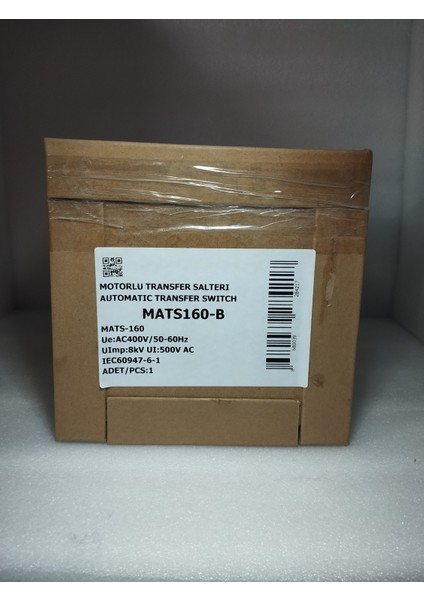 MOTORLU TRANSFER SALTERI
AUTOMATIC TRANSFER SWITCH
MATS160-B
MATS-160
Ue:AC400V/50-60Hz
UImp:8kV UI:500V AC
IEC60947-6-1
ADET/PCS:1
284217